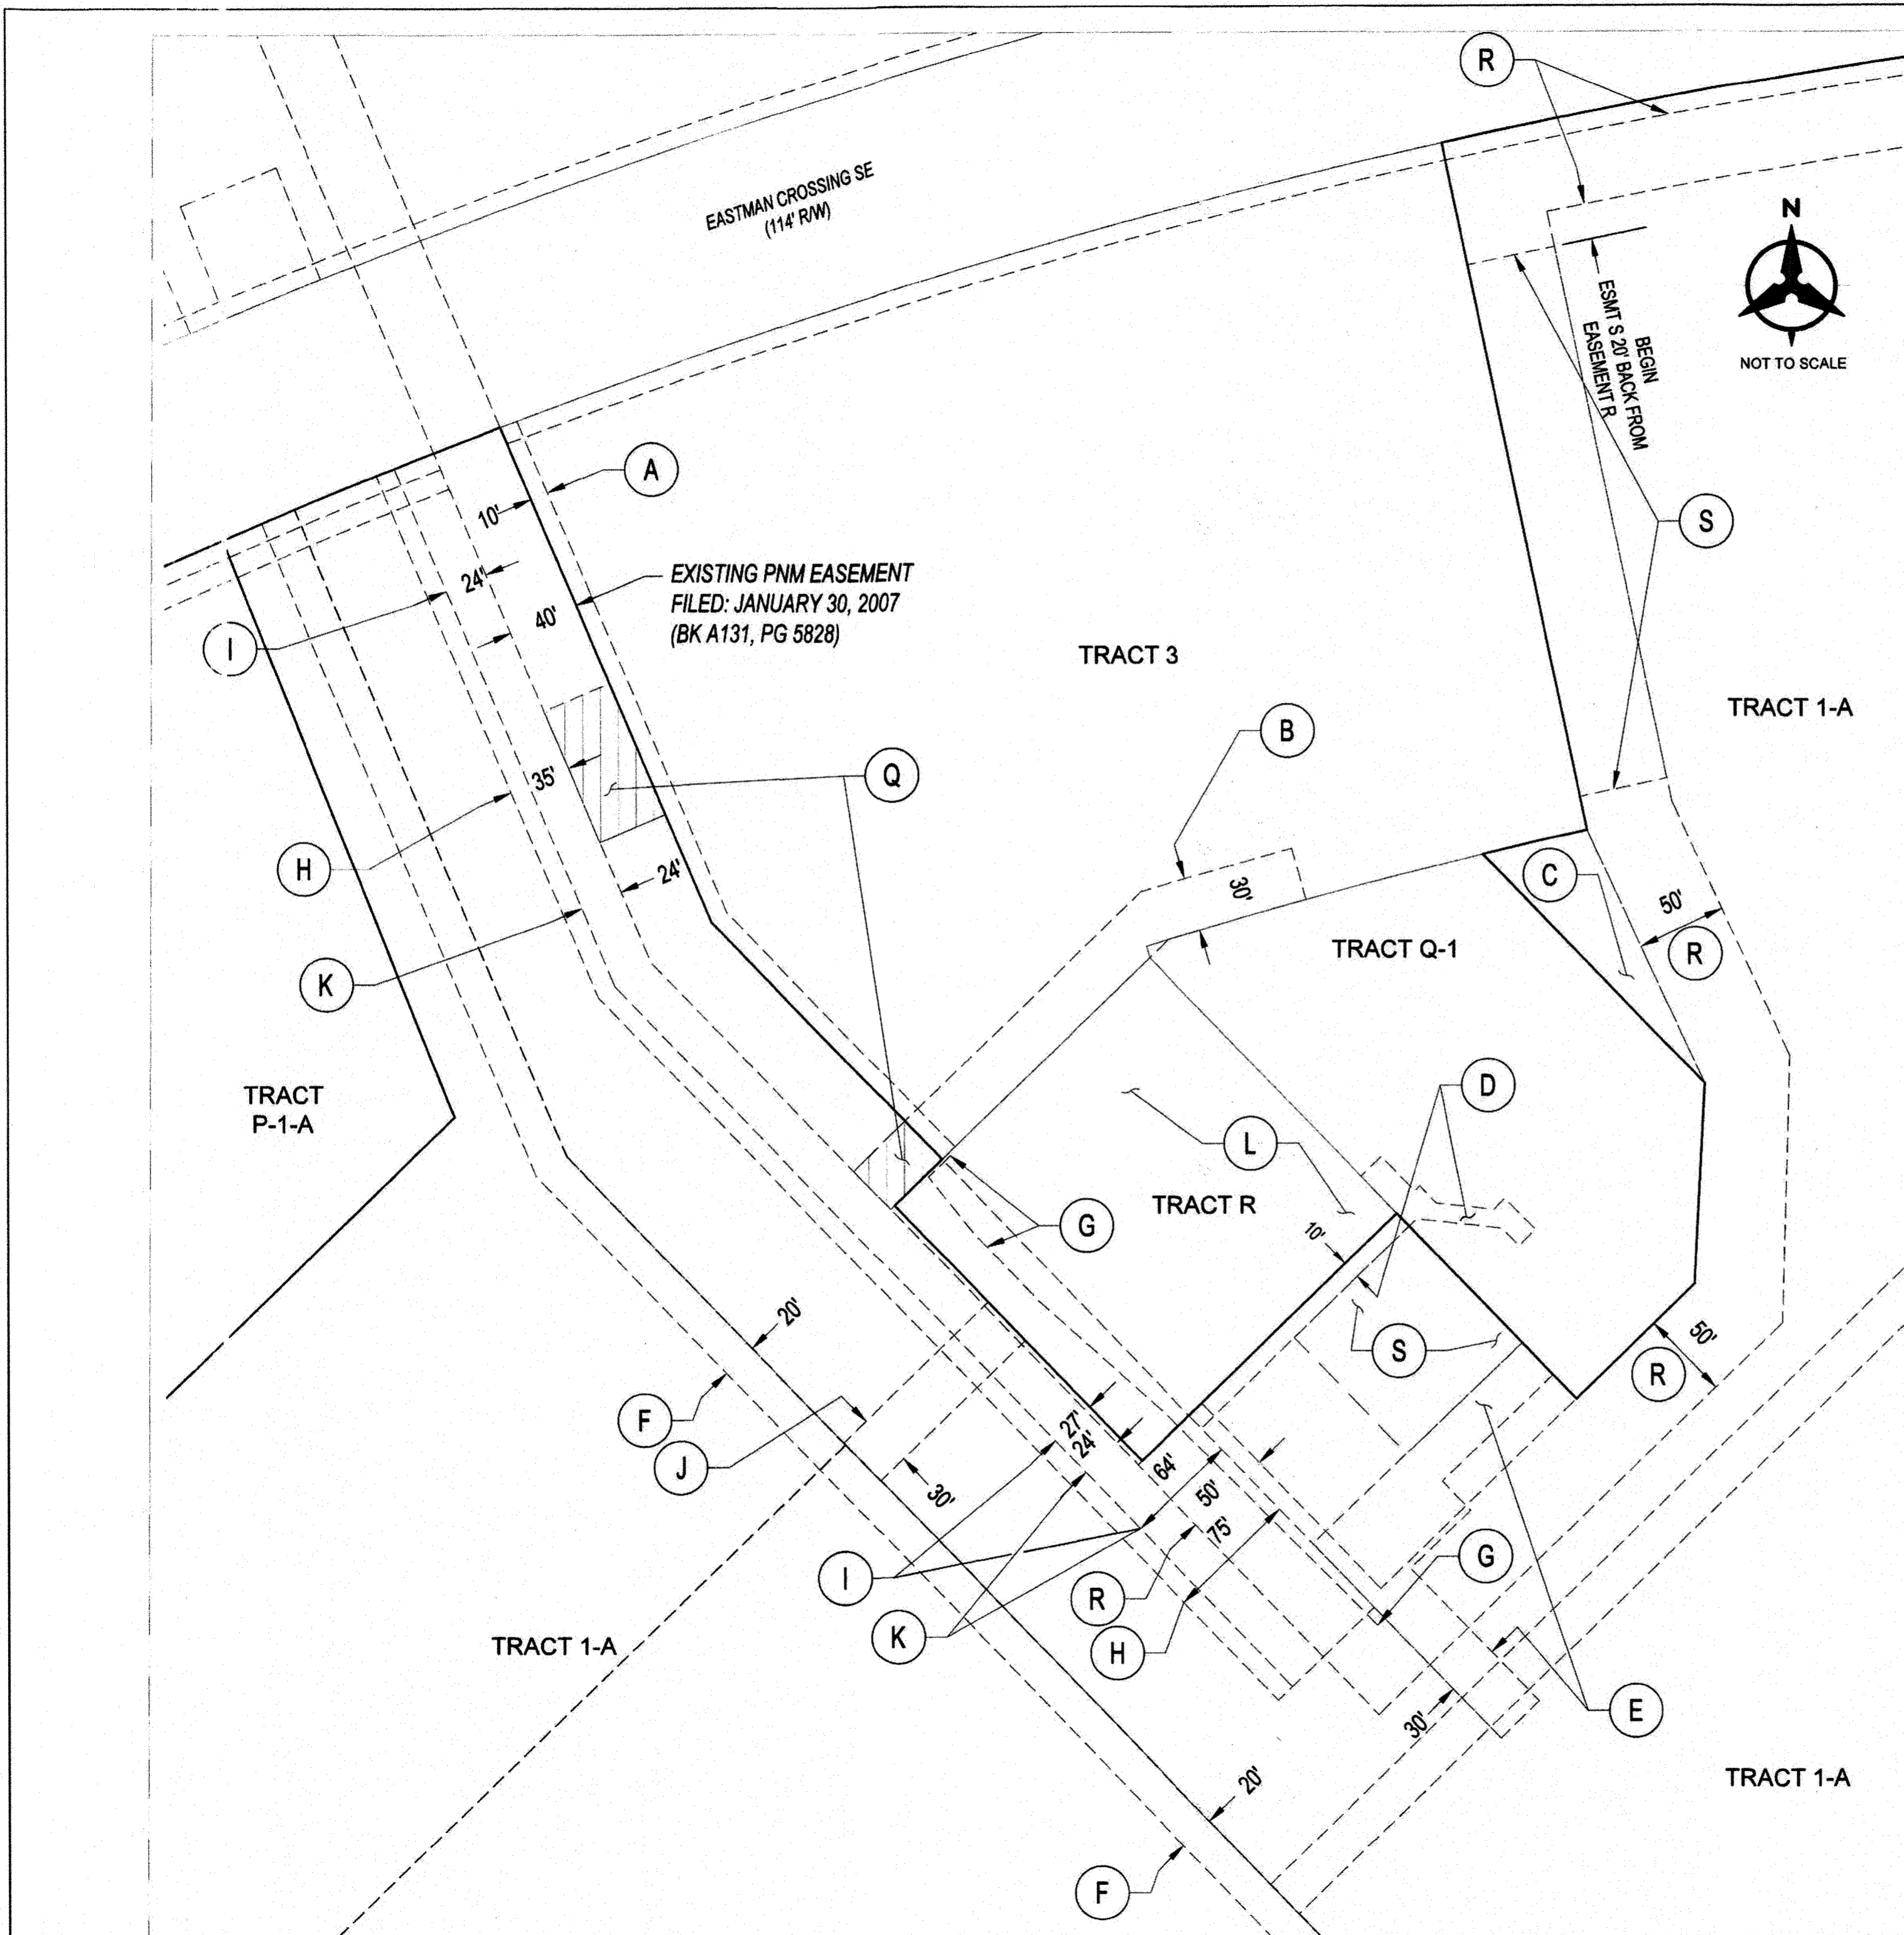 R
EASTMAN CROSSING SE
(114' R/W)
N
NOT TO SCALE
BEGIN
ESMT S 20' BACK FROM
EASEMENT R
A
10'
S
EXISTING PNM EASEMENT
FILED: JANUARY 30, 2007
(BK A131, PG 5828)
24'
40'
I
TRACT 3
TRACT 1-A
B
Q
35'
H
24'
C
30'
50'
R
TRACT Q-1
K
TRACT
P-1-A
D
L
TRACT R
G
10'
20'
S
50'
R
F
J
27'
24'
64'
30'
50'
75'
I
R
G
K
H
TRACT 1-A
E
30'
20'
TRACT 1-A
F